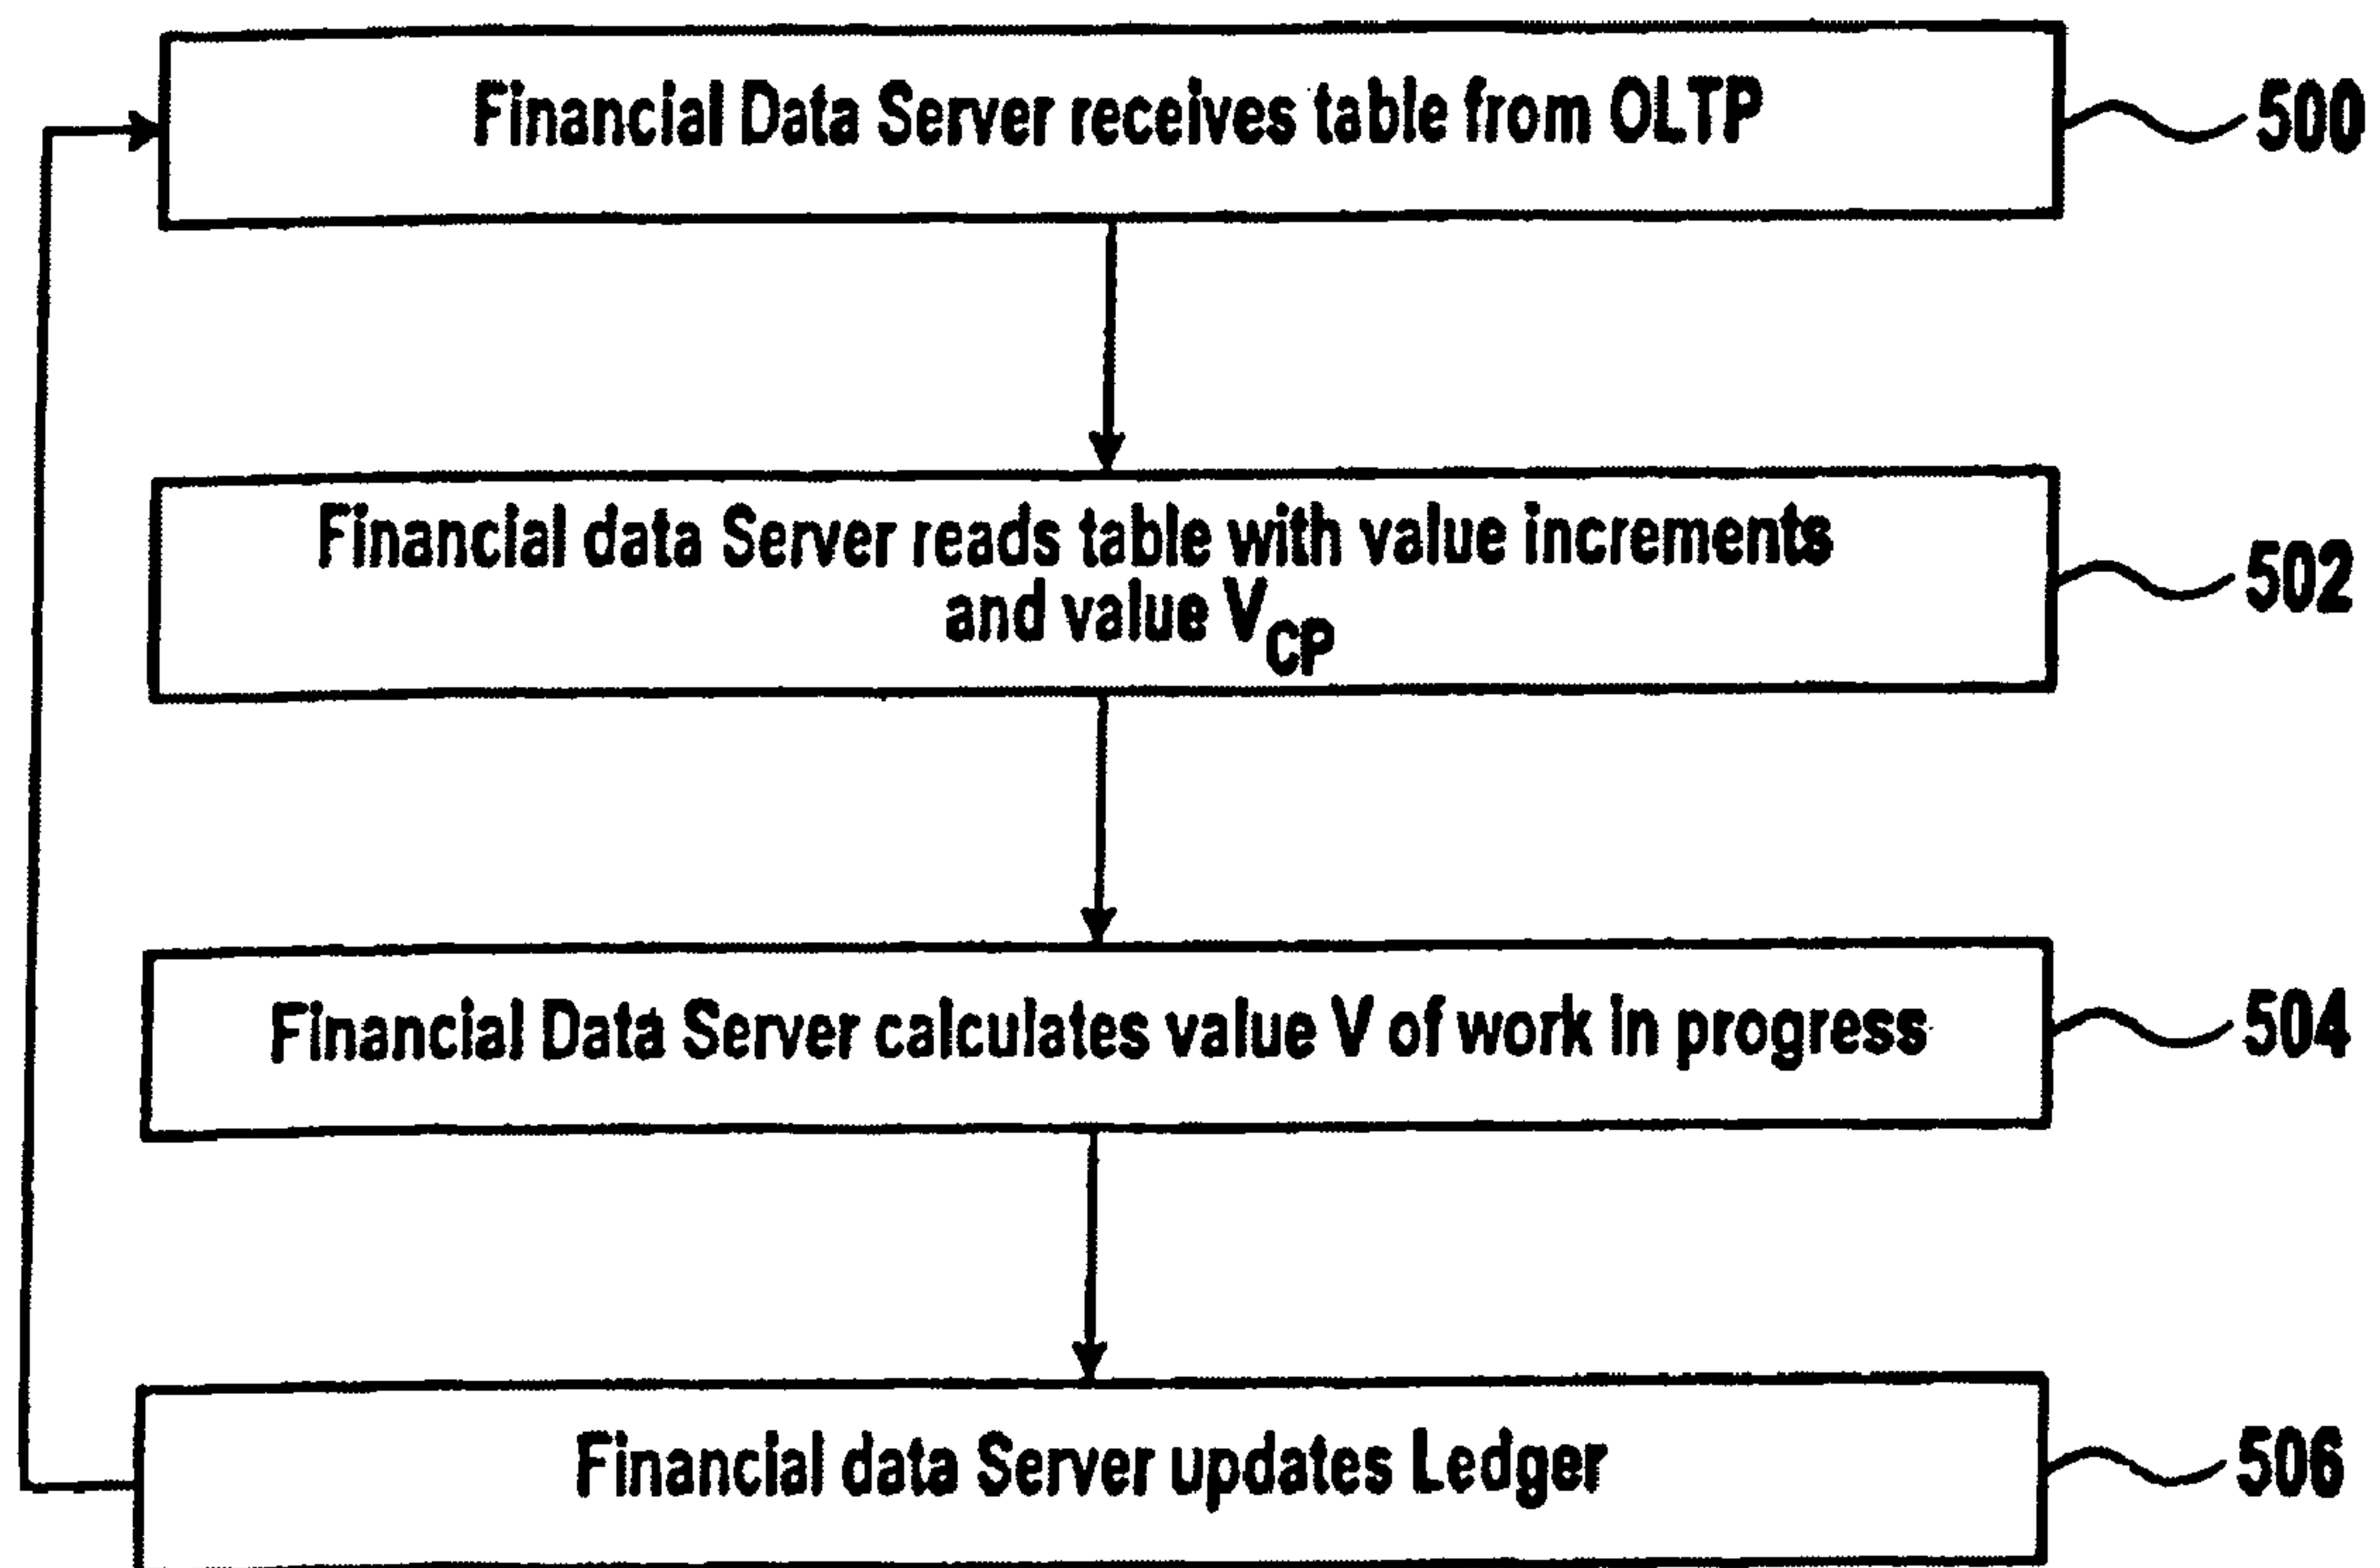 Financial Data Server receives table from OLTP
500
Financial data Server reads table with value increments
and value V_CP
502
Financial Data Server calculates value V of work in progress
504
Financial data Server updates Ledger
506